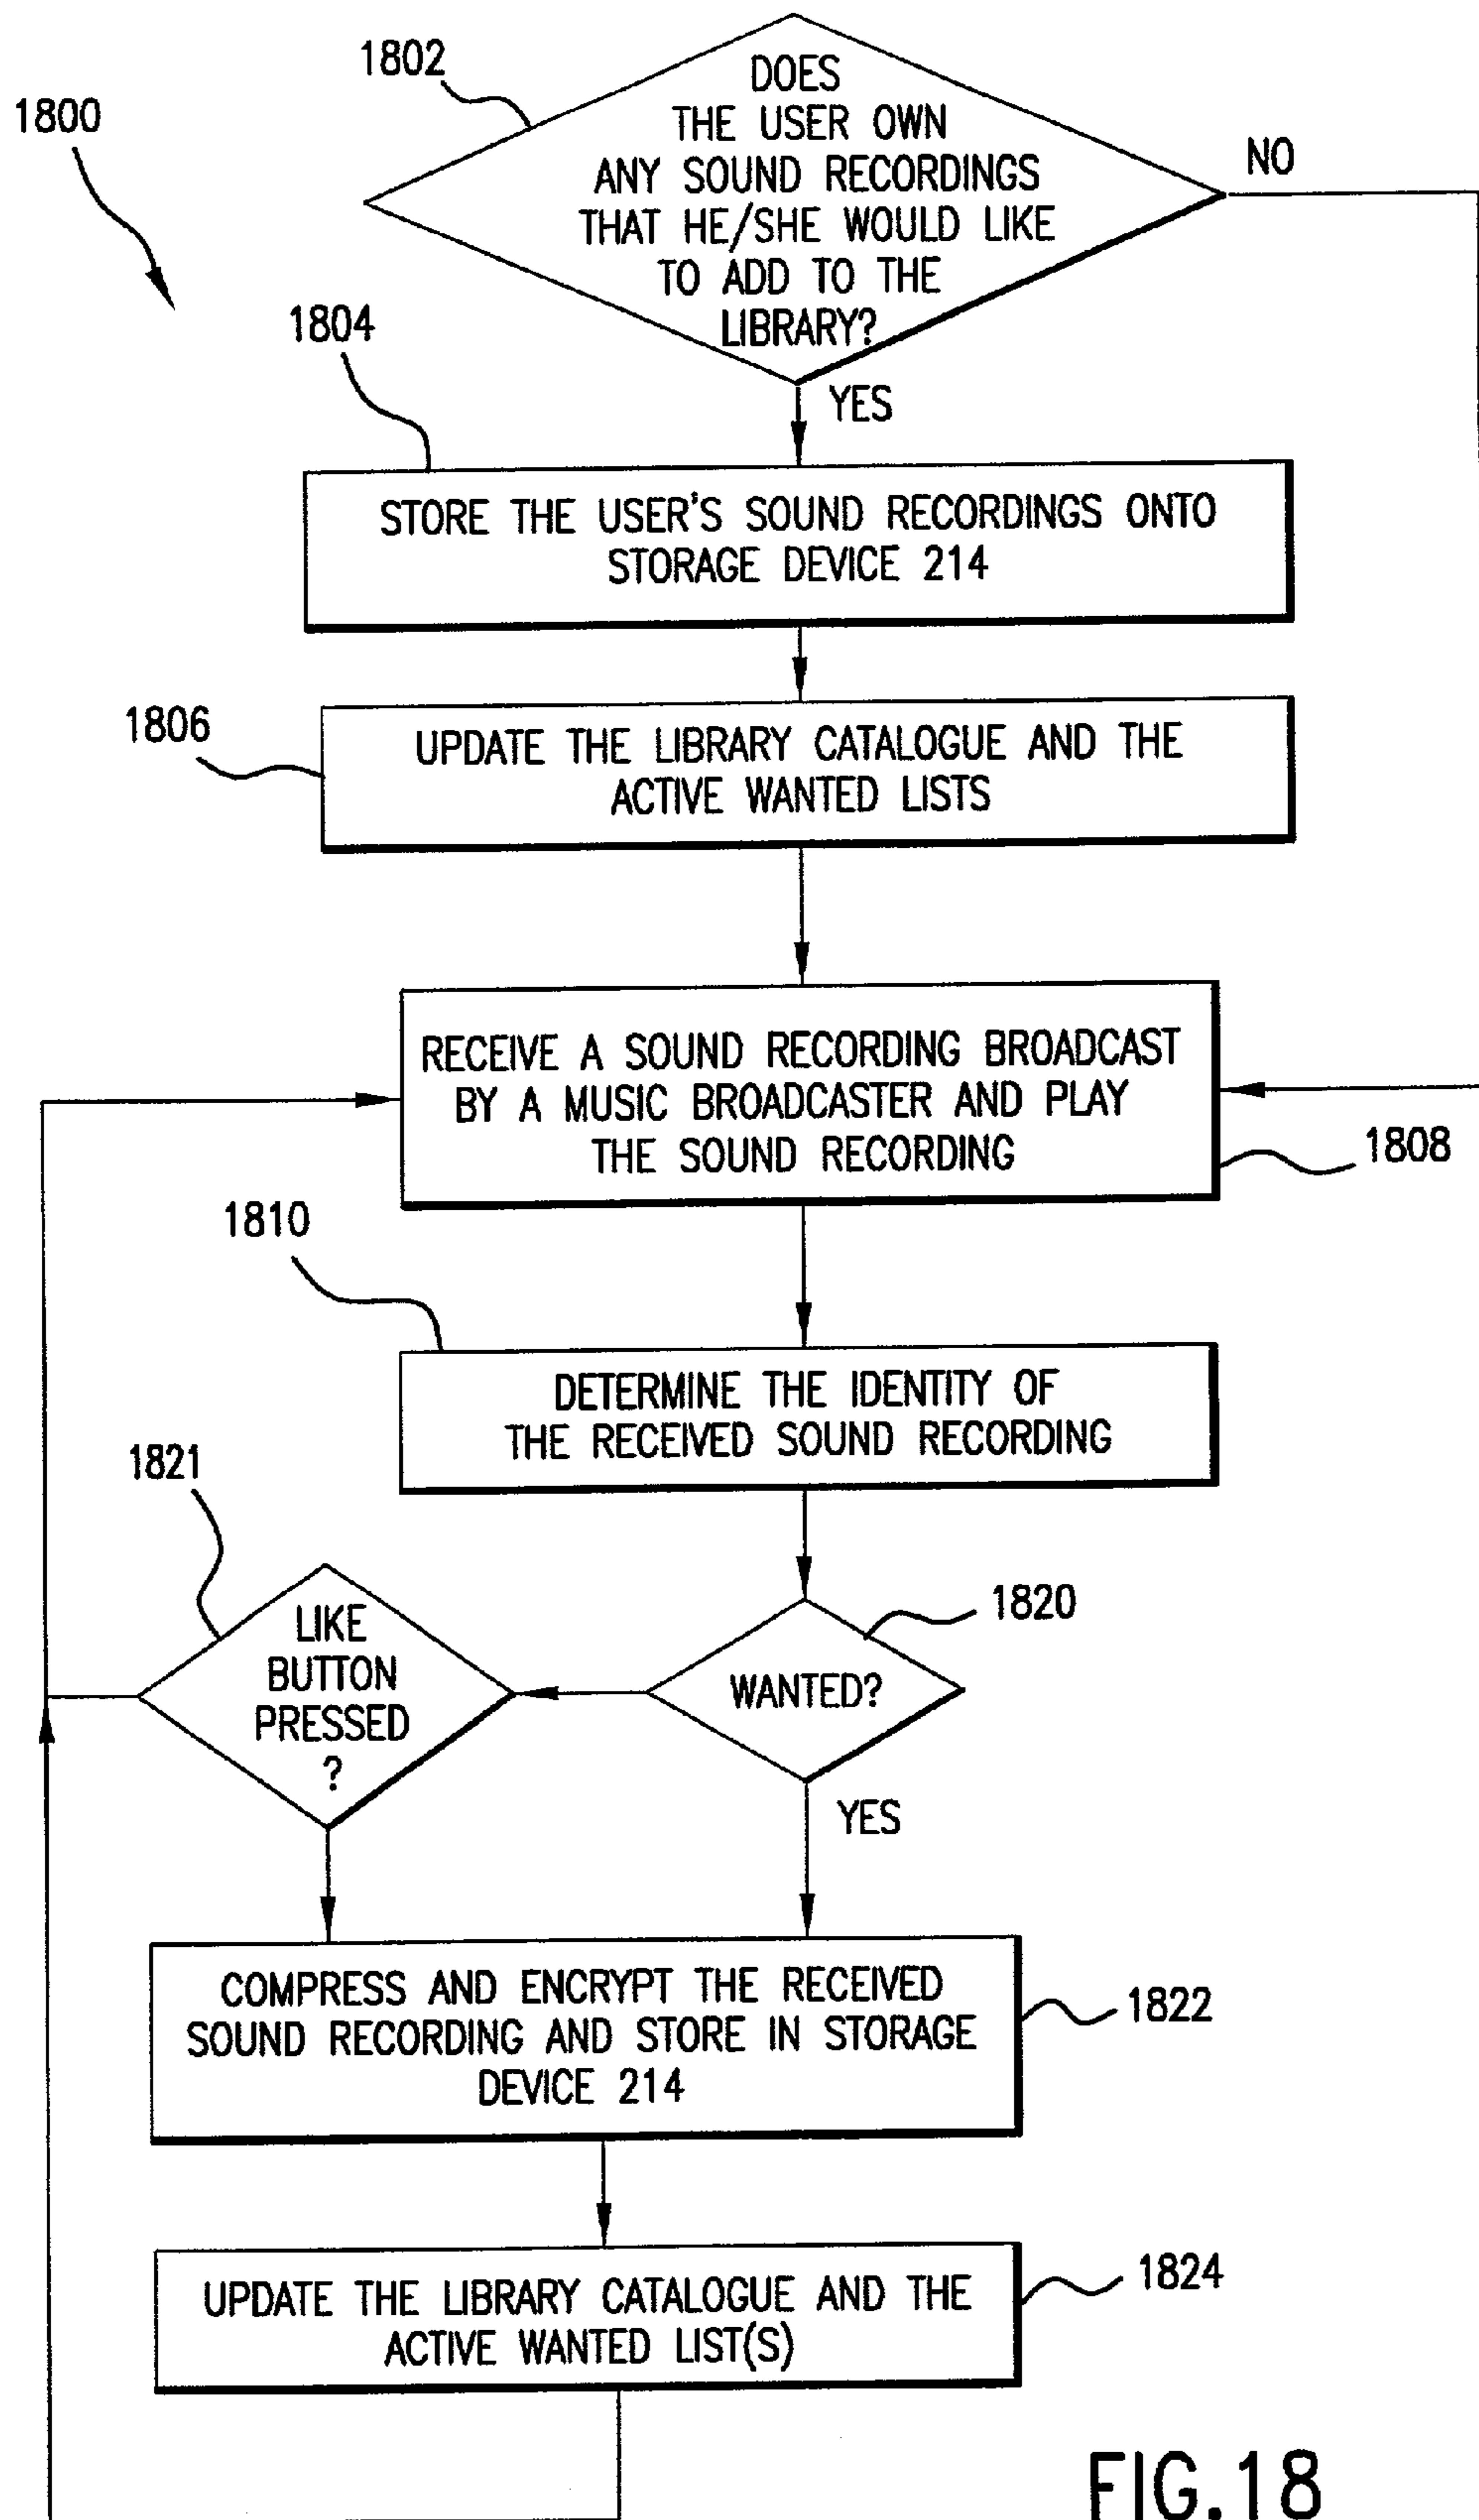 1802
1800
DOES
THE USER OWN
ANY SOUND RECORDINGS
THAT HE/SHE WOULD LIKE
TO ADD TO THE
LIBRARY?
NO
YES
1804
STORE THE USER'S SOUND RECORDINGS ONTO
STORAGE DEVICE 214
1806
UPDATE THE LIBRARY CATALOGUE AND THE
ACTIVE WANTED LISTS
RECEIVE A SOUND RECORDING BROADCAST
BY A MUSIC BROADCASTER AND PLAY
THE SOUND RECORDING
1808
1810
DETERMINE THE IDENTITY OF
THE RECEIVED SOUND RECORDING
1821
LIKE
BUTTON
PRESSED
?
1820
WANTED?
YES
COMPRESS AND ENCRYPT THE RECEIVED
SOUND RECORDING AND STORE IN STORAGE
DEVICE 214
1822
UPDATE THE LIBRARY CATALOGUE AND THE
ACTIVE WANTED LIST(S)
1824
FIG.18